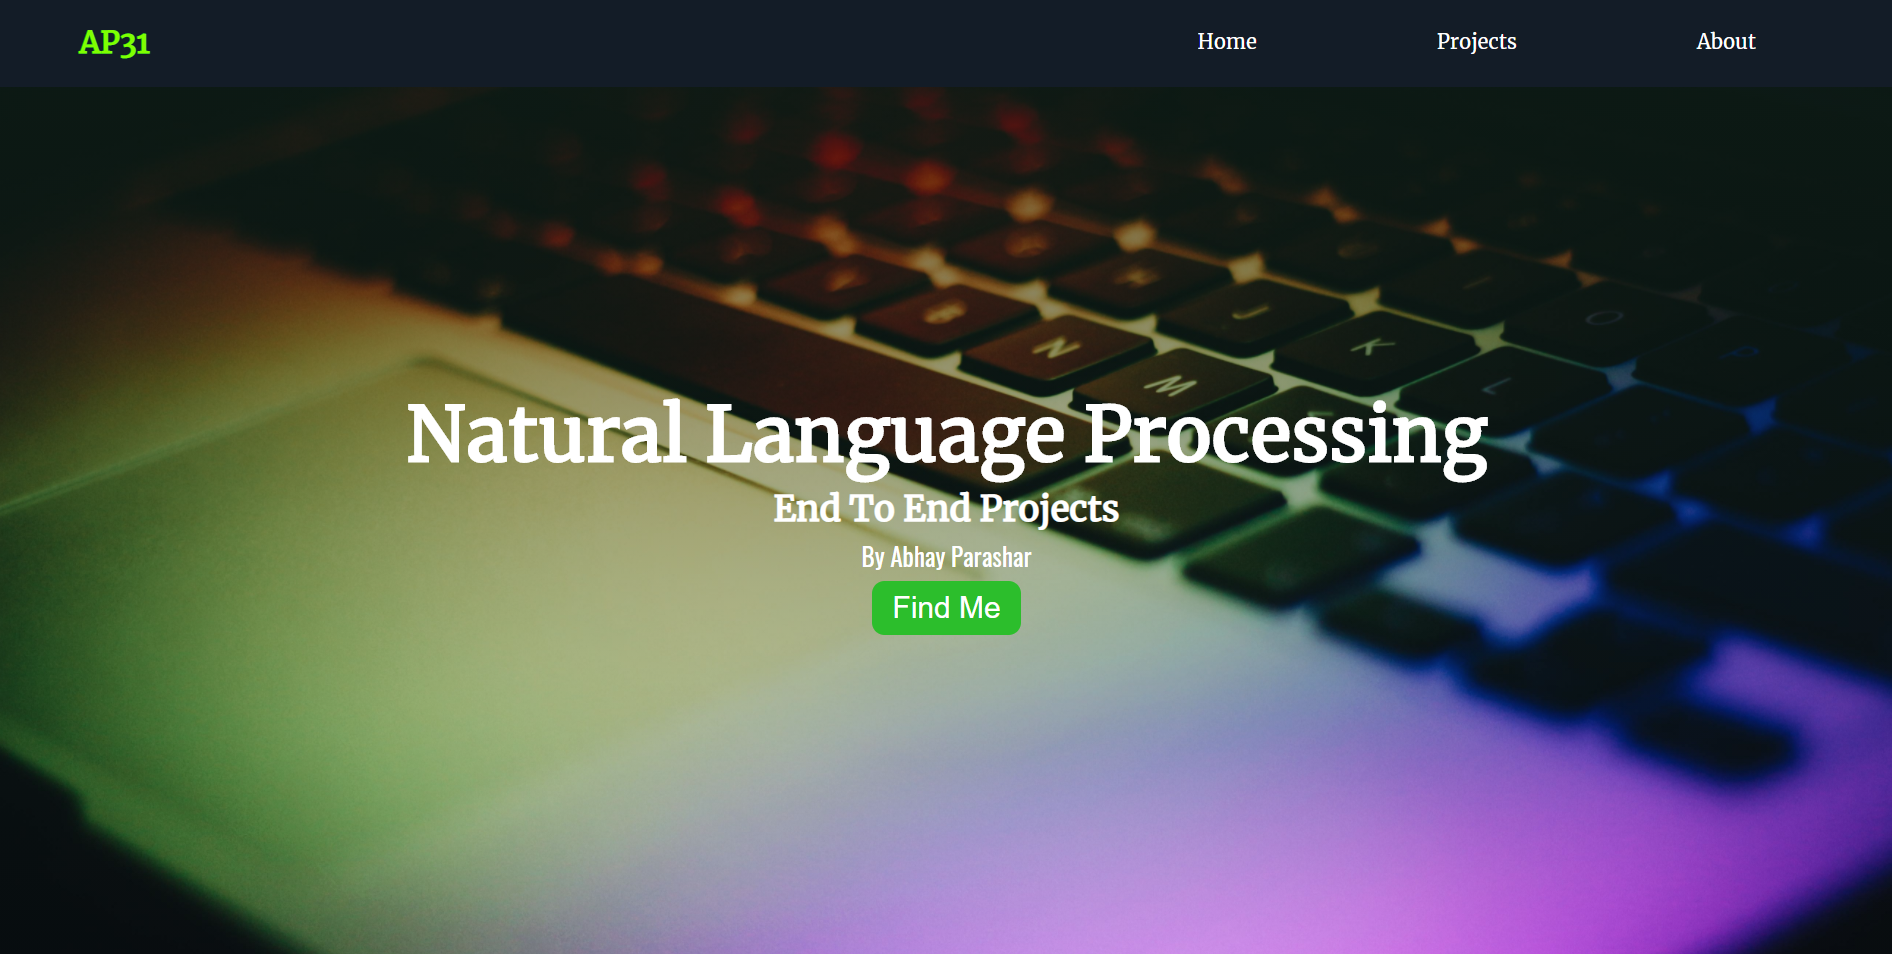 AP31
Home
Projects
About
Natural Language Processing
End To End Projects
By Abhay Parashar
Find Me
H
J
K
L
N
M
O